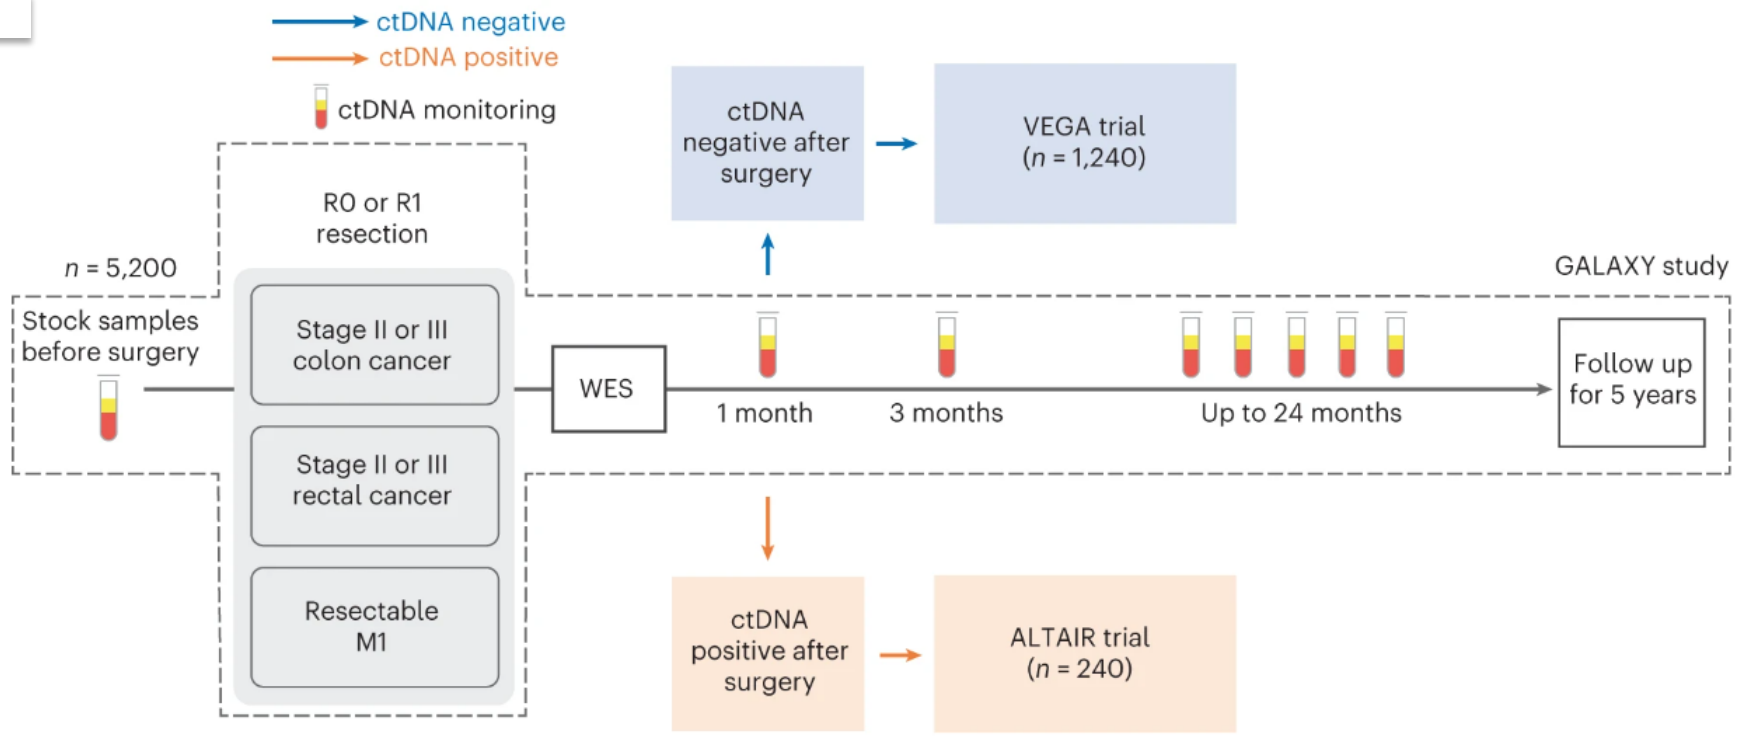 ctDNA negative
ctDNA positive
ctDNA monitoring
R0 or R1
resection
n = 5,200
Stock samples
before surgery
Stage II or III
colon cancer
Stage II or III
rectal cancer
Resectable
M1
WES
ctDNA
negative after
surgery
VEGA trial
(n = 1,240)
GALAXY study
1 month
3 months
Up to 24 months
Follow up
for 5 years
ctDNA
positive after
surgery
ALTAIR trial
(n = 240)